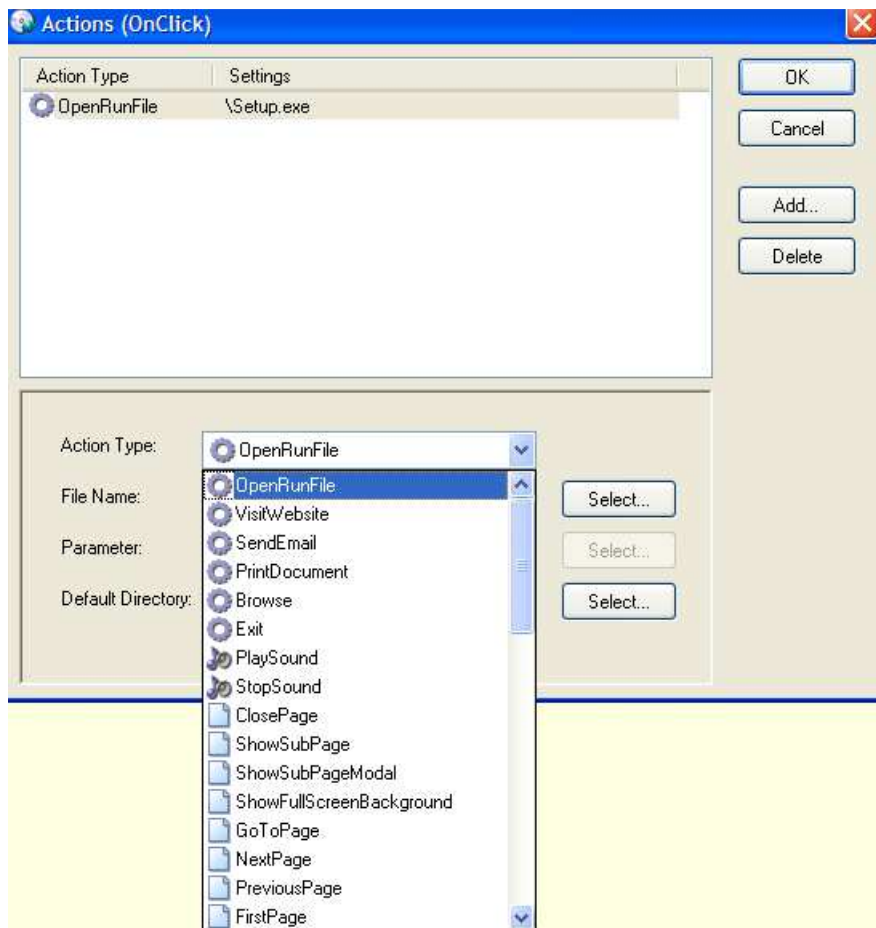 Actions (OnClick)
Action Type Settings
OpenRunFile \Setup.exe
OK
Cancel
Add...
Delete
Action Type: OpenRunFile
File Name: Select...
Parameter: Select...
Default Directory: Select...
OpenRunFile
VisitWebsite
SendEmail
PrintDocument
Browse
Exit
PlaySound
StopSound
ClosePage
ShowSubPage
ShowSubPageModal
ShowFullScreenBackground
GoToPage
NextPage
PreviousPage
FirstPage